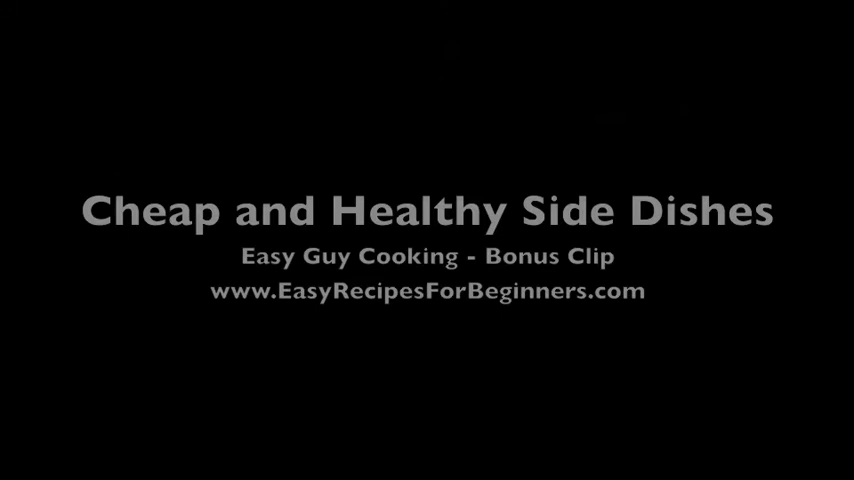 Cheap and Healthy Side Dishes
Easy Guy Cooking - Bonus Clip
www.EasyRecipesForBeginners.com